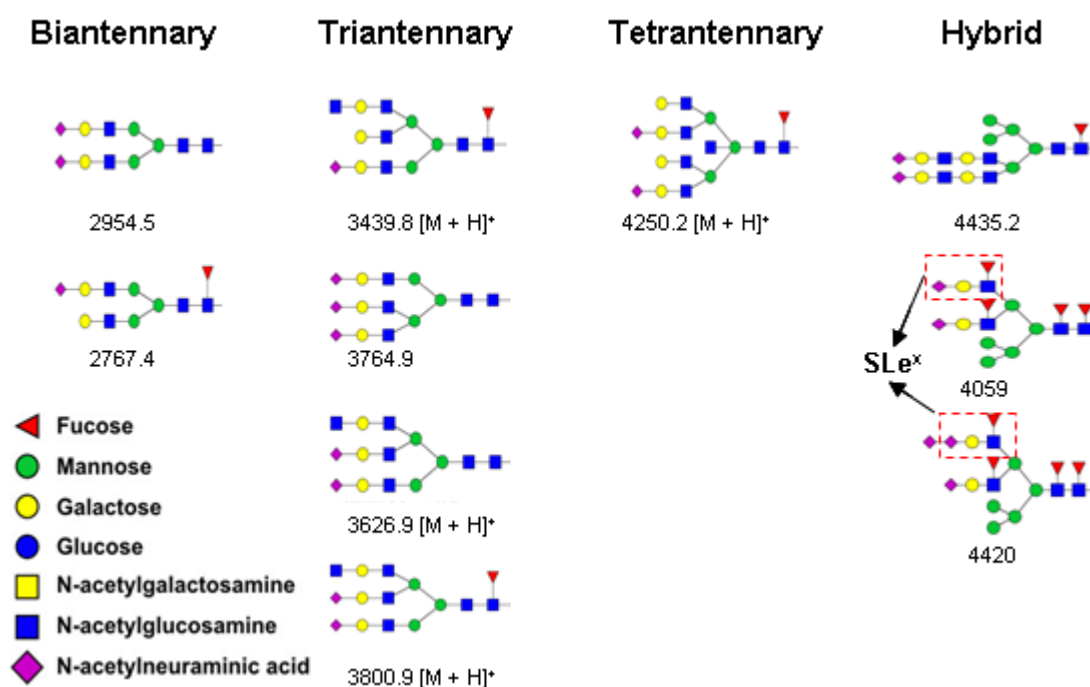 Biantennary Triantennary Tetrantennary Hybrid
2954.5 3439.8 [M + H]⁺ 4250.2 [M + H]⁺ 4435.2
2767.4 3764.9
SLeˣ
4059
Fucose
Mannose
Galactose
Glucose
N-acetylgalactosamine
N-acetylglucosamine
N-acetylneuraminic acid
3626.9 [M + H]⁺
4420
3800.9 [M + H]⁺